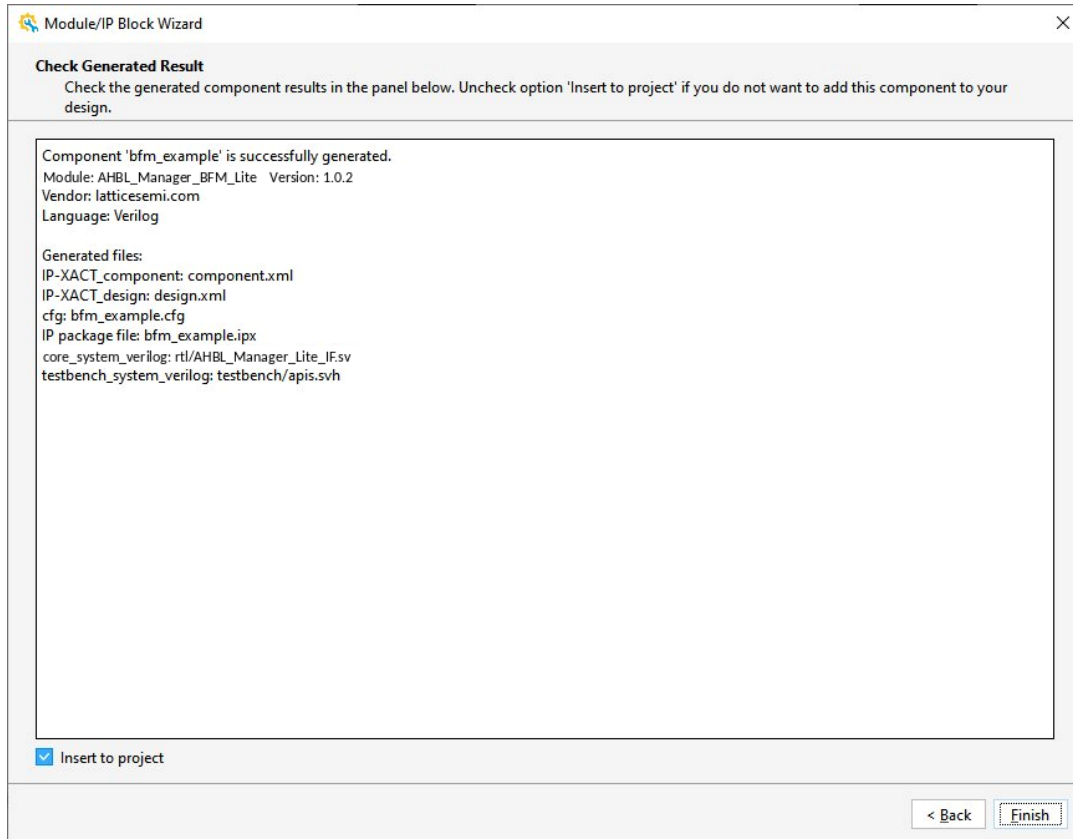 Module/IP Block Wizard
Check Generated Result
Check the generated component results in the panel below. Uncheck option 'Insert to project' if you do not want to add this component to your
design.
Component 'bfm_example' is successfully generated.
Module: AHBL_Manager_BFM_Lite Version: 1.0.2
Vendor: latticesemi.com
Language: Verilog
Generated files:
IP-XACT_component: component.xml
IP-XACT_design: design.xml
cfg: bfm_example.cfg
IP package file: bfm_example.ipx
core_system_verilog: rtl/AHBL_Manager_Lite_IF.sv
testbench_system_verilog: testbench/apis.svh
Insert to project
< Back Finish